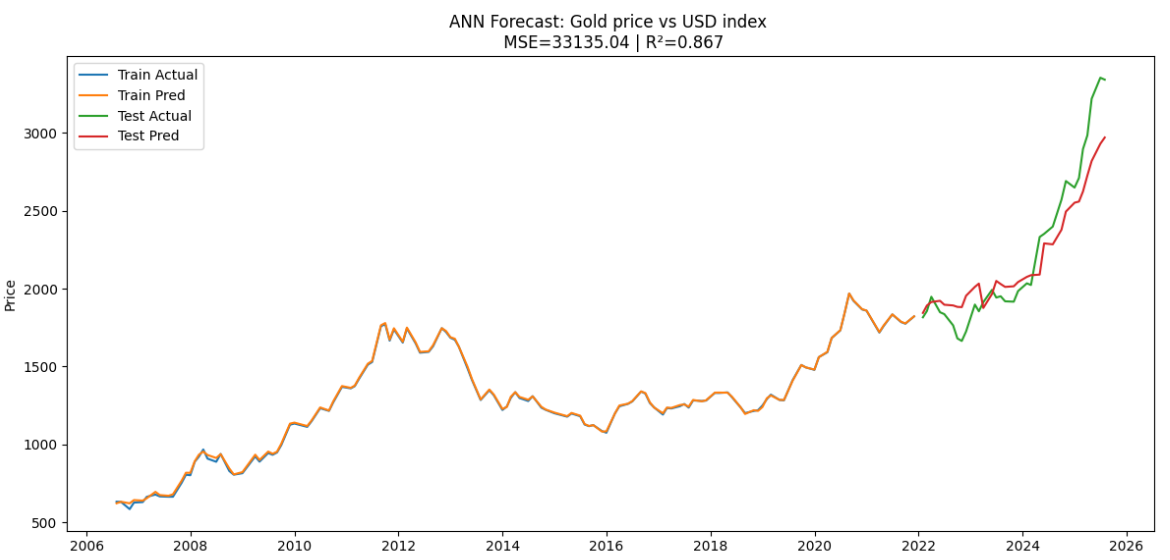 ANN Forecast: Gold price vs USD index
MSE=33135.04 | R²=0.867
Train Actual
Train Pred
Test Actual
Test Pred
Price
3000
2500
2000
1500
1000
500
2006 2008 2010 2012 2014 2016 2018 2020 2022 2024 2026